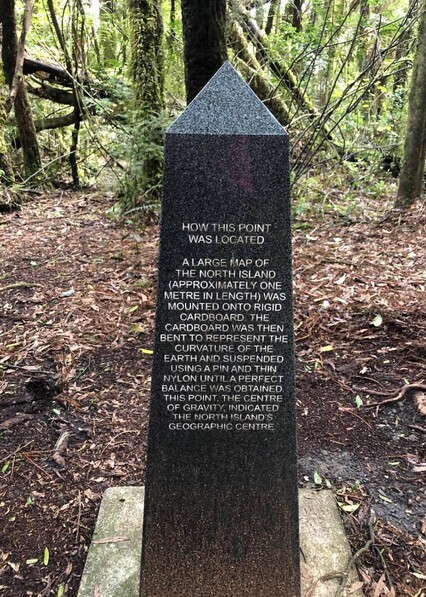 HOW THIS POINT
WAS LOCATED
A LARGE MAP OF
THE NORTH ISLAND
(APPROXIMATELY ONE
METRE IN LENGTH) WAS
MOUNTED ONTO RIGID
CARDBOARD. THE
CARDBOARD WAS THEN
BENT TO REPRESENT THE
CURVATURE OF THE
EARTH AND SUSPENDED
USING A PIN AND THIN
NYLON UNTIL A PERFECT
BALANCE WAS OBTAINED.
THIS POINT, THE CENTRE
OF GRAVITY, INDICATED
THE NORTH ISLAND'S
GEOGRAPHIC CENTRE